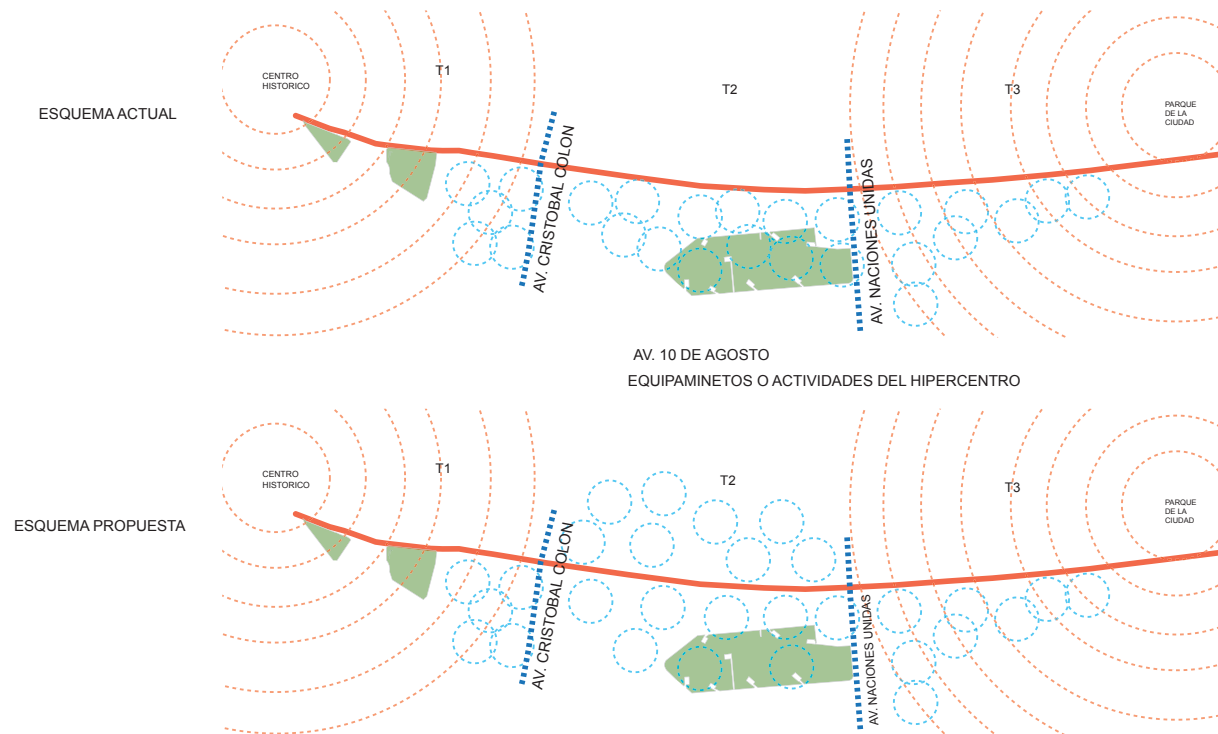 CENTRO
HISTORICO
T1
T2
T3
PARQUE
DE LA
CIUDAD
ESQUEMA ACTUAL
AV. CRISTOBAL COLON
AV. NACIONES UNIDAS
AV. 10 DE AGOSTO
EQUIPAMINETOS O ACTIVIDADES DEL HIPERCENTRO
CENTRO
HISTORICO
T1
T2
T3
PARQUE
DE LA
CIUDAD
ESQUEMA PROPUESTA
AV. CRISTOBAL COLON
AV. NACIONES UNIDAS